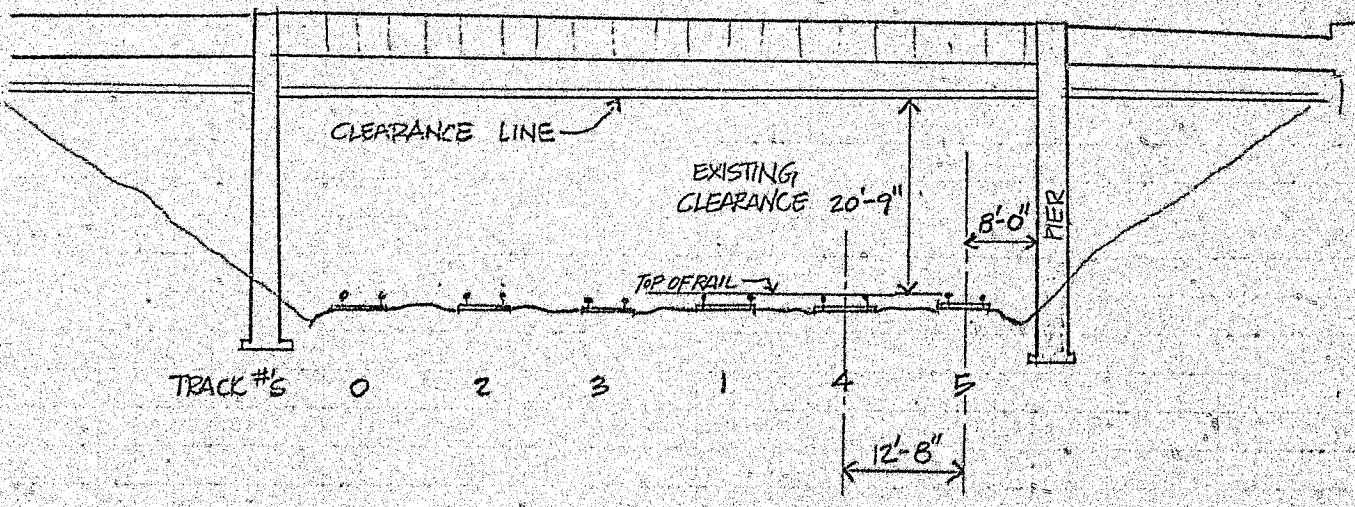 CLEARANCE LINE
EXISTING
CLEARANCE 20'-9"
8'-0"
PIER
TOP OF RAIL
TRACK #'S 0 2 3 1 4 5
12'-8"